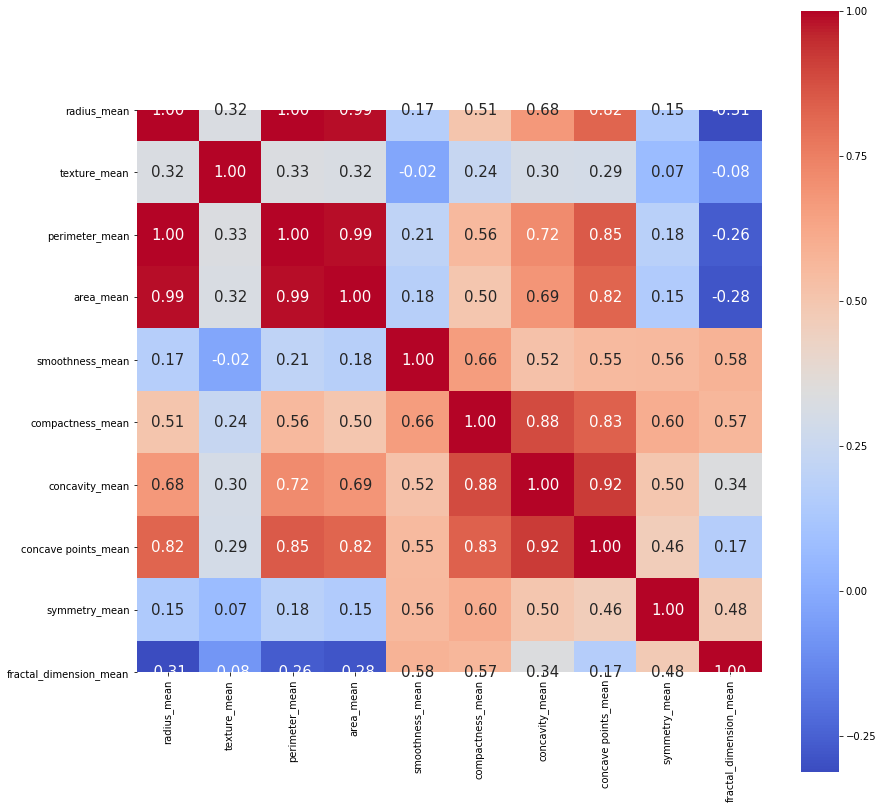 1.00
radius_mean 1.00 0.32 1.00 0.99 0.17 0.51 0.68 0.82 0.15 -0.31
texture_mean 0.32 1.00 0.33 0.32 -0.02 0.24 0.30 0.29 0.07 -0.08
0.75
perimeter_mean 1.00 0.33 1.00 0.99 0.21 0.56 0.72 0.85 0.18 -0.26
area_mean 0.99 0.32 0.99 1.00 0.18 0.50 0.69 0.82 0.15 -0.28
0.50
smoothness_mean 0.17 -0.02 0.21 0.18 1.00 0.66 0.52 0.55 0.56 0.58
compactness_mean 0.51 0.24 0.56 0.50 0.66 1.00 0.88 0.83 0.60 0.57
0.25
concavity_mean 0.68 0.30 0.72 0.69 0.52 0.88 1.00 0.92 0.50 0.34
concave points_mean 0.82 0.29 0.85 0.82 0.55 0.83 0.92 1.00 0.46 0.17
0.00
symmetry_mean 0.15 0.07 0.18 0.15 0.56 0.60 0.50 0.46 1.00 0.48
fractal_dimension_mean -0.31 -0.08 -0.26 -0.28 0.58 0.57 0.34 0.17 0.48 1.00
-0.25
radius_mean
texture_mean
perimeter_mean
area_mean
smoothness_mean
compactness_mean
concavity_mean
concave points_mean
symmetry_mean
fractal_dimension_mean